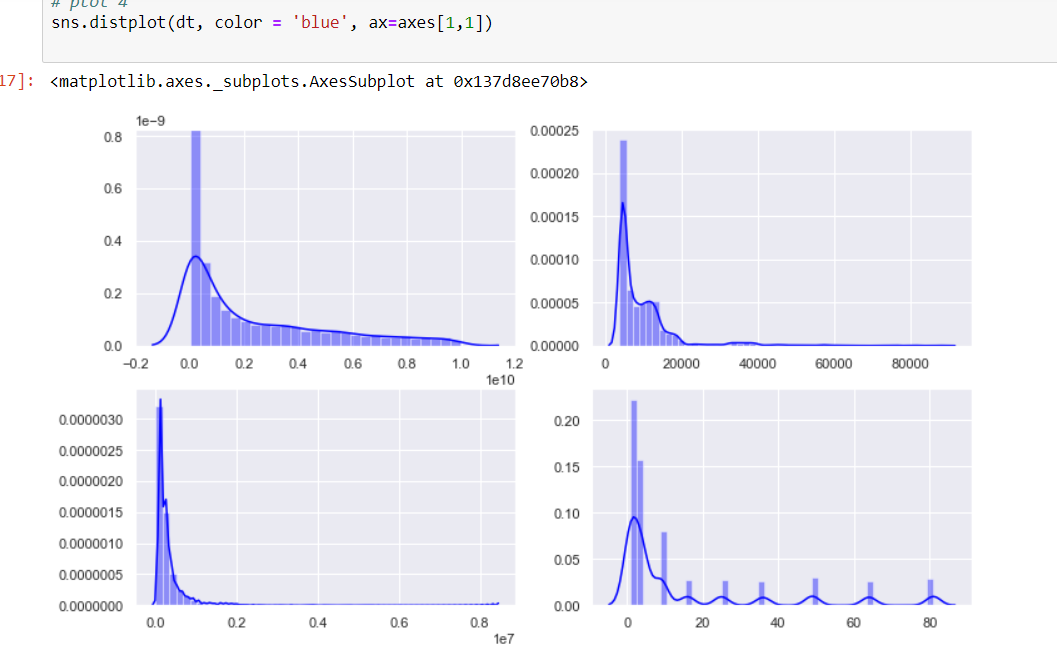 # plot 4
sns.distplot(dt, color = 'blue', ax=axes[1,1])
17]: <matplotlib.axes._subplots.AxesSubplot at 0x137d8ee70b8>
1e−9
0.8
0.6
0.4
0.2
0.0
−0.2 0.0 0.2 0.4 0.6 0.8 1.0 1.2
1e10
0.00025
0.00020
0.00015
0.00010
0.00005
0.00000
0 20000 40000 60000 80000
0.0000030
0.0000025
0.0000020
0.0000015
0.0000010
0.0000005
0.0000000
0.0 0.2 0.4 0.6 0.8
1e7
0.20
0.15
0.10
0.05
0.00
0 20 40 60 80